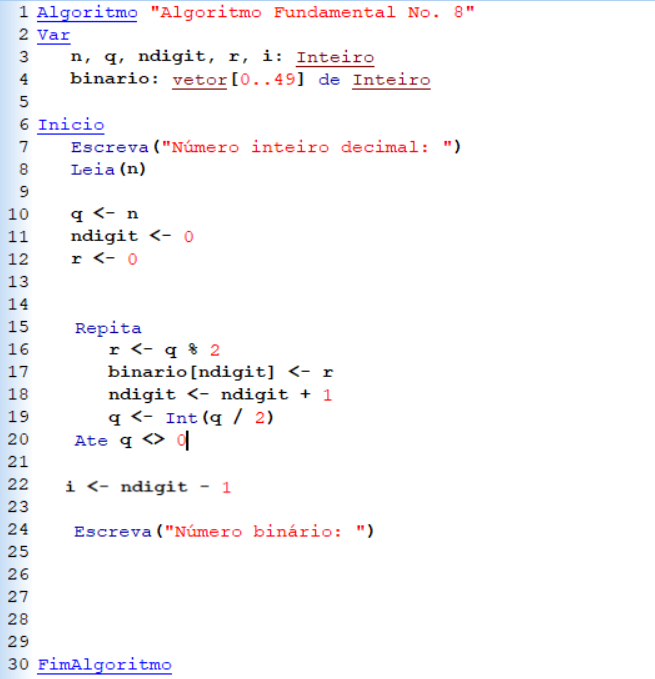 1 Algoritmo "Algoritmo Fundamental No. 8"
2 Var
3 n, q, ndigit, r, i: Inteiro
4 binario: vetor[0..49] de Inteiro
5
6 Inicio
7 Escreva("Número inteiro decimal: ")
8 Leia(n)
9
10 q <- n
11 ndigit <- 0
12 r <- 0
13
14
15 Repita
16 r <- q % 2
17 binario[ndigit] <- r
18 ndigit <- ndigit + 1
19 q <- Int(q / 2)
20 Ate q <> 0
21
22 i <- ndigit - 1
23
24 Escreva("Número binário: ")
25
26
27
28
29
30 FimAlgoritmo